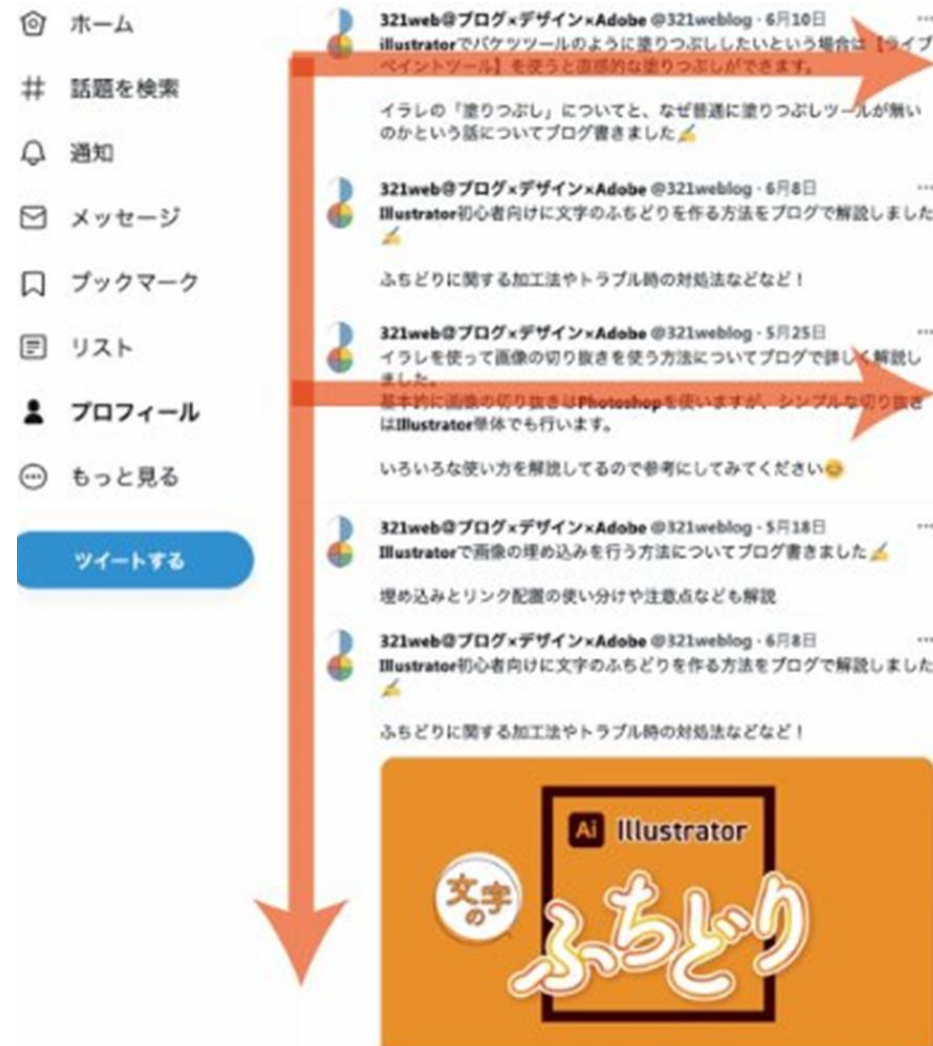 ホーム
話題を検索
通知
メッセージ
ブックマーク
リスト
プロフィール
もっと見る
ツイートする
321web@ブログ×デザイン×Adobe @321weblog · 6月10日
illustratorでバケツツールのように塗りつぶししたいという場合は【ライブ
ペイントツール】を使うと直感的な塗りつぶしができます。
イラレの「塗りつぶし」についてと、なぜ普通に塗りつぶしツールが無い
のかという話についてブログ書きました✍
321web@ブログ×デザイン×Adobe @321weblog · 6月8日
Illustrator初心者向けに文字のふちどりを作る方法をブログで解説しました
✍
ふちどりに関する加工法やトラブル時の対処法などなど！
321web@ブログ×デザイン×Adobe @321weblog · 5月25日
イラレを使って画像の切り抜きを使う方法についてブログで詳しく解説し
ました。
基本的に画像の切り抜きはPhotoshopを使いますが、シンプルな切り抜き
はIllustrator単体でも行います。
いろいろな使い方を解説してるので参考にしてみてください😊
321web@ブログ×デザイン×Adobe @321weblog · 5月18日
Illustratorで画像の埋め込みを行う方法についてブログ書きました✍
埋め込みとリンク配置の使い分けや注意点なども解説
321web@ブログ×デザイン×Adobe @321weblog · 6月8日
Illustrator初心者向けに文字のふちどりを作る方法をブログで解説しました
✍
ふちどりに関する加工法やトラブル時の対処法などなど！
Ai Illustrator
文字の
ふちどり